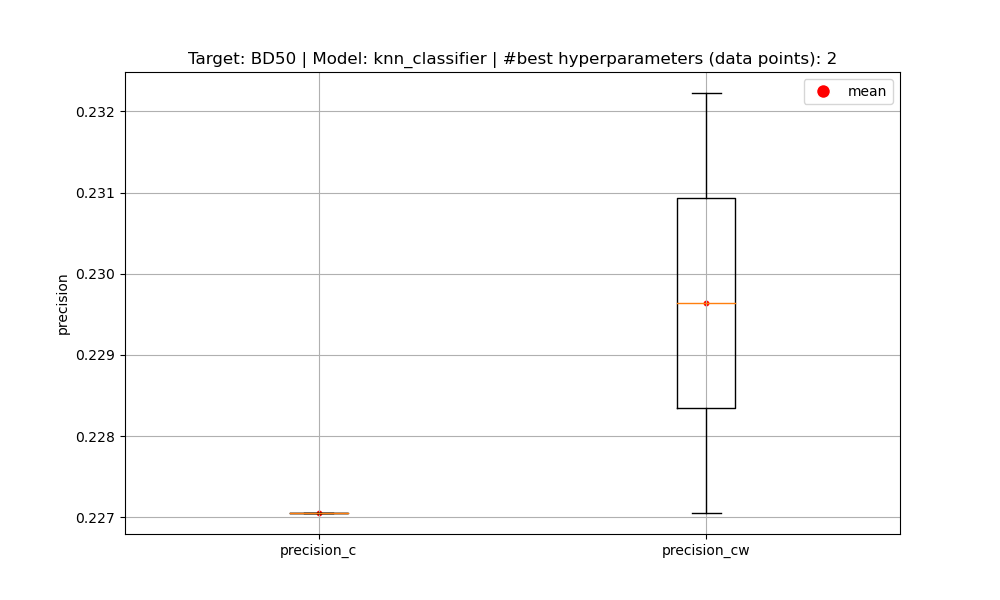 Target: BD50 | Model: knn_classifier | #best hyperparameters (data points): 2
mean
0.232
0.231
0.230
0.229
0.228
0.227
precision
precision_c
precision_cw